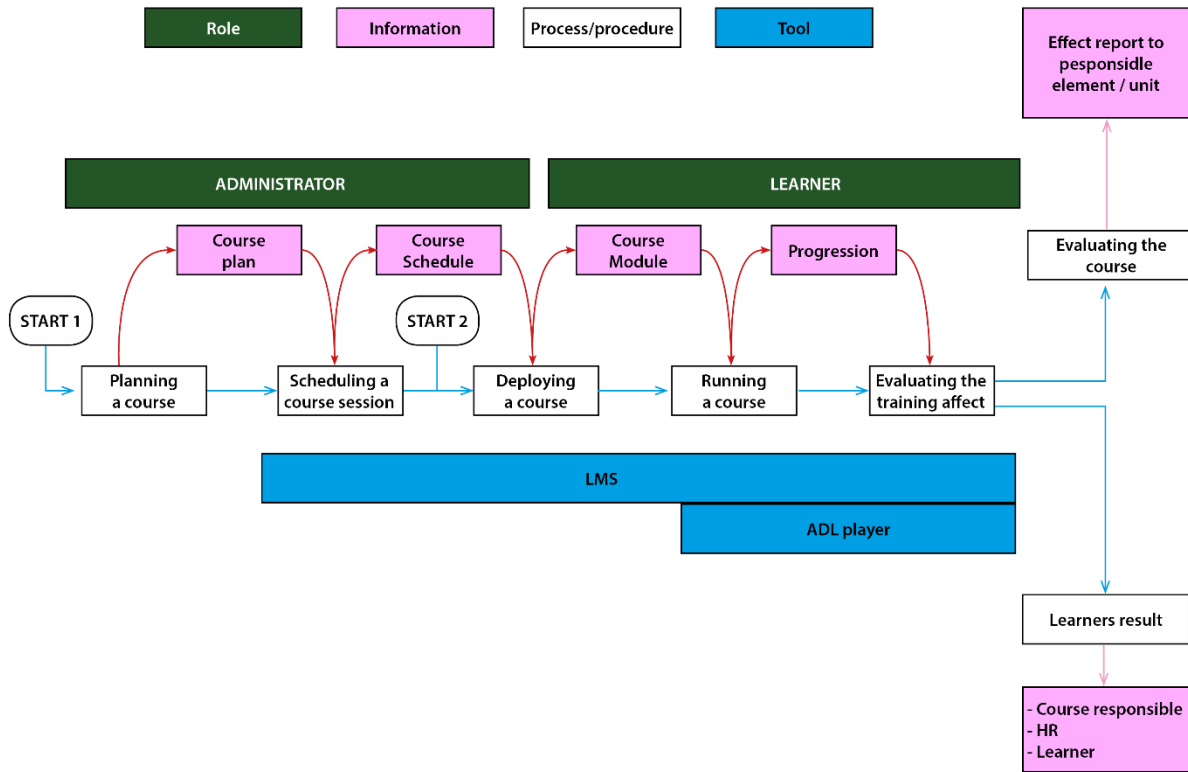 Role
Information
Process/procedure
Tool
Effect report to
pesponsidle
element / unit
ADMINISTRATOR
LEARNER
Course
plan
Course
Schedule
Course
Module
Progression
Evaluating the
course
START 1
START 2
Planning
a course
Scheduling a
course session
Deploying
a course
Running
a course
Evaluating the
training affect
LMS
ADL player
Learners result
- Course responsible
- HR
- Learner